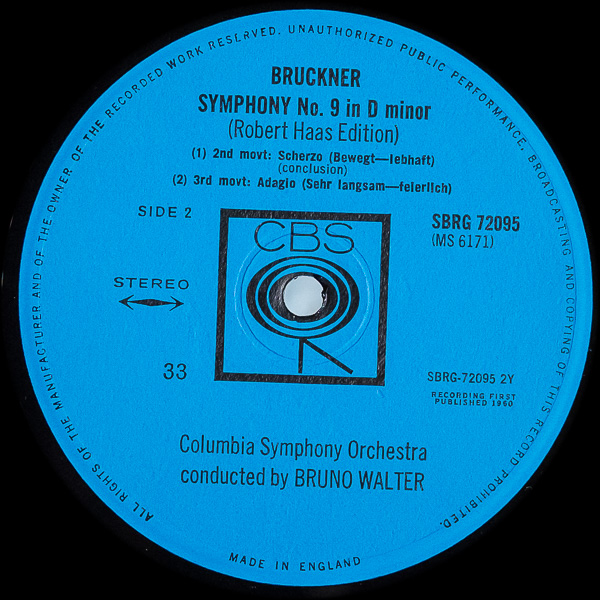 ALL RIGHTS OF THE MANUFACTURER AND OF THE OWNER OF THE RECORDED WORK RESERVED. UNAUTHORIZED PUBLIC PERFORMANCE, BROADCASTING AND COPYING OF THIS RECORD PROHIBITED.
BRUCKNER
SYMPHONY No. 9 in D minor
(Robert Haas Edition)
(1) 2nd movt: Scherzo (Bewegt—lebhaft)
(conclusion)
(2) 3rd movt: Adagio (Sehr langsam—feierlich)
SIDE 2
CBS
SBRG 72095
(MS 6171)
STEREO
33
SBRG-72095 2Y
RECORDING FIRST
PUBLISHED 1960
Columbia Symphony Orchestra
conducted by BRUNO WALTER
MADE IN ENGLAND